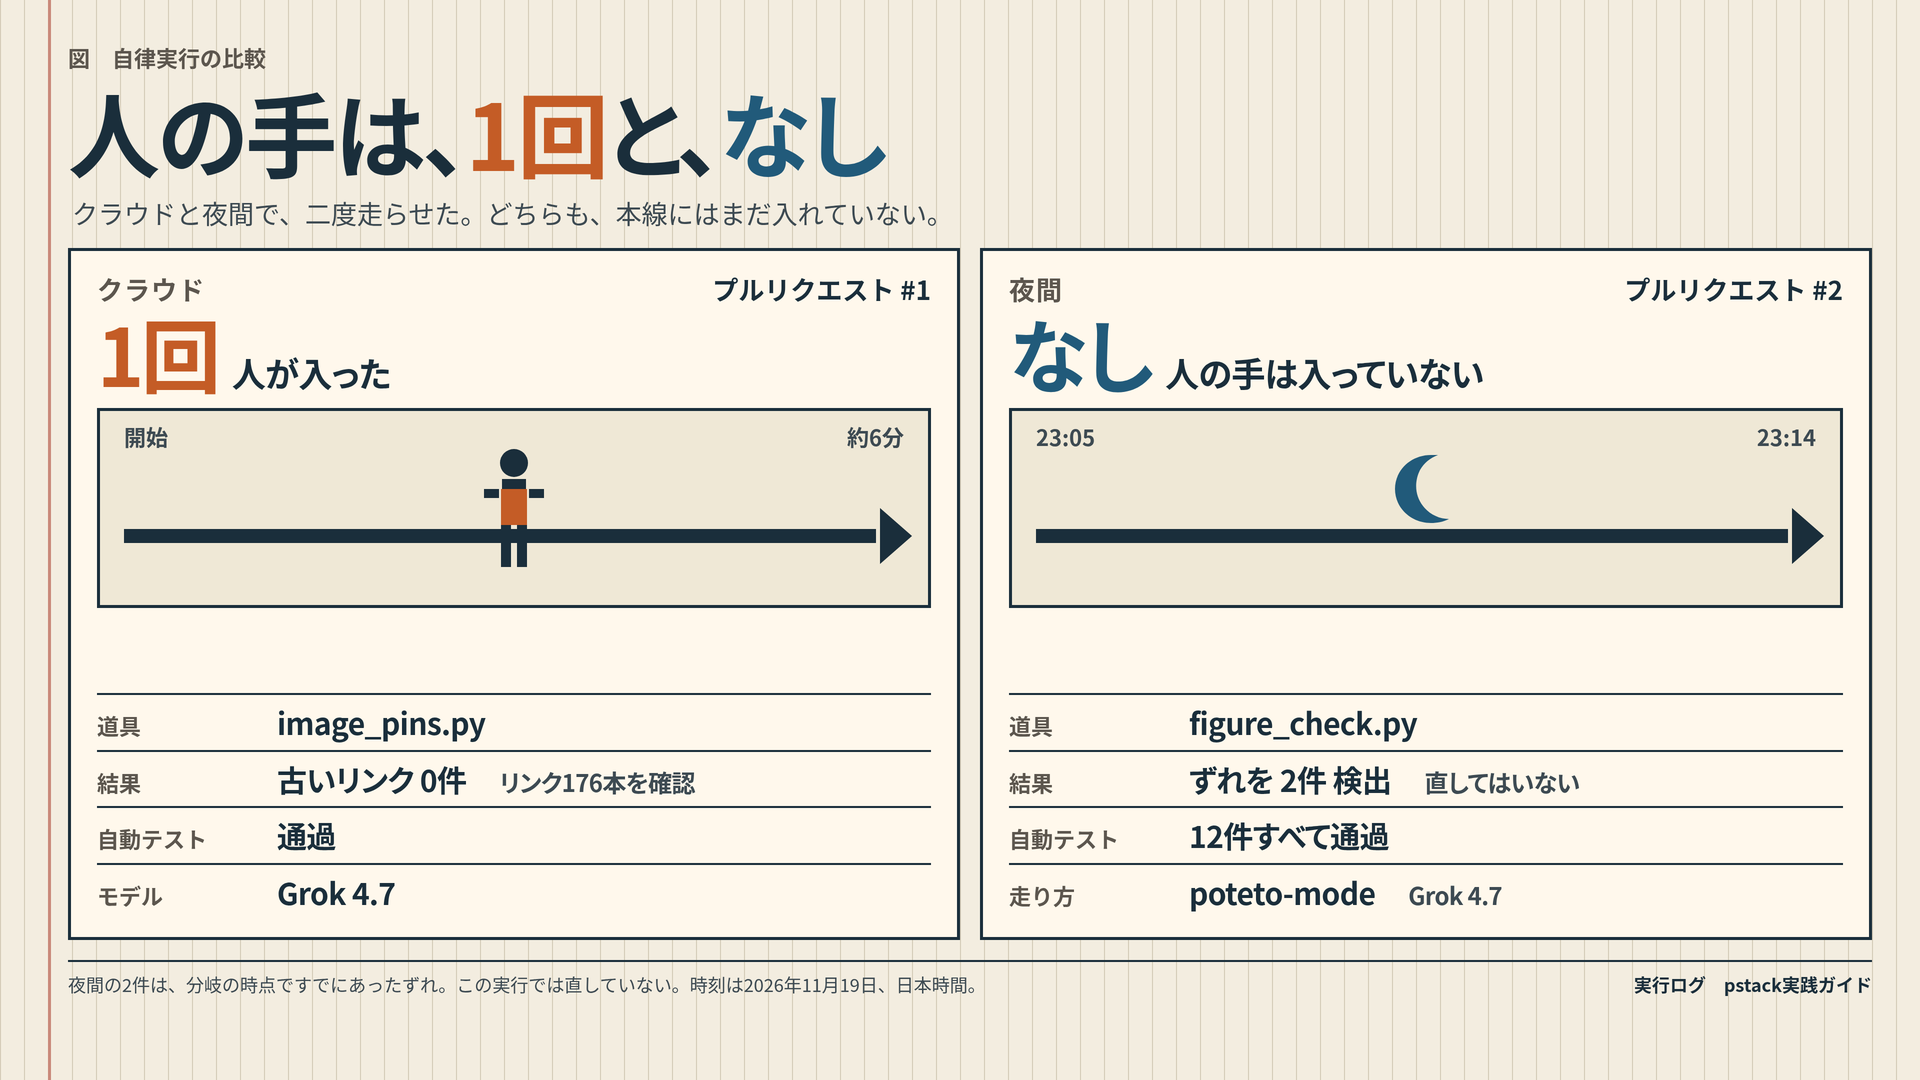 図　自律実行の比較
人の手は、1回と、なし
クラウドと夜間で、二度走らせた。どちらも、本線にはまだ入れていない。
クラウド　プルリクエスト #1
1回 人が入った
開始　約6分
道具　image_pins.py
結果　古いリンク 0件　リンク176本を確認
自動テスト　通過
モデル　Grok 4.7
夜間　プルリクエスト #2
なし 人の手は入っていない
23:05　23:14
道具　figure_check.py
結果　ずれを 2件 検出　直してはいない
自動テスト　12件すべて通過
走り方　poteto-mode　Grok 4.7
夜間の2件は、分岐の時点ですでにあったずれ。この実行では直していない。時刻は2026年11月19日、日本時間。
実行ログ　pstack実践ガイド